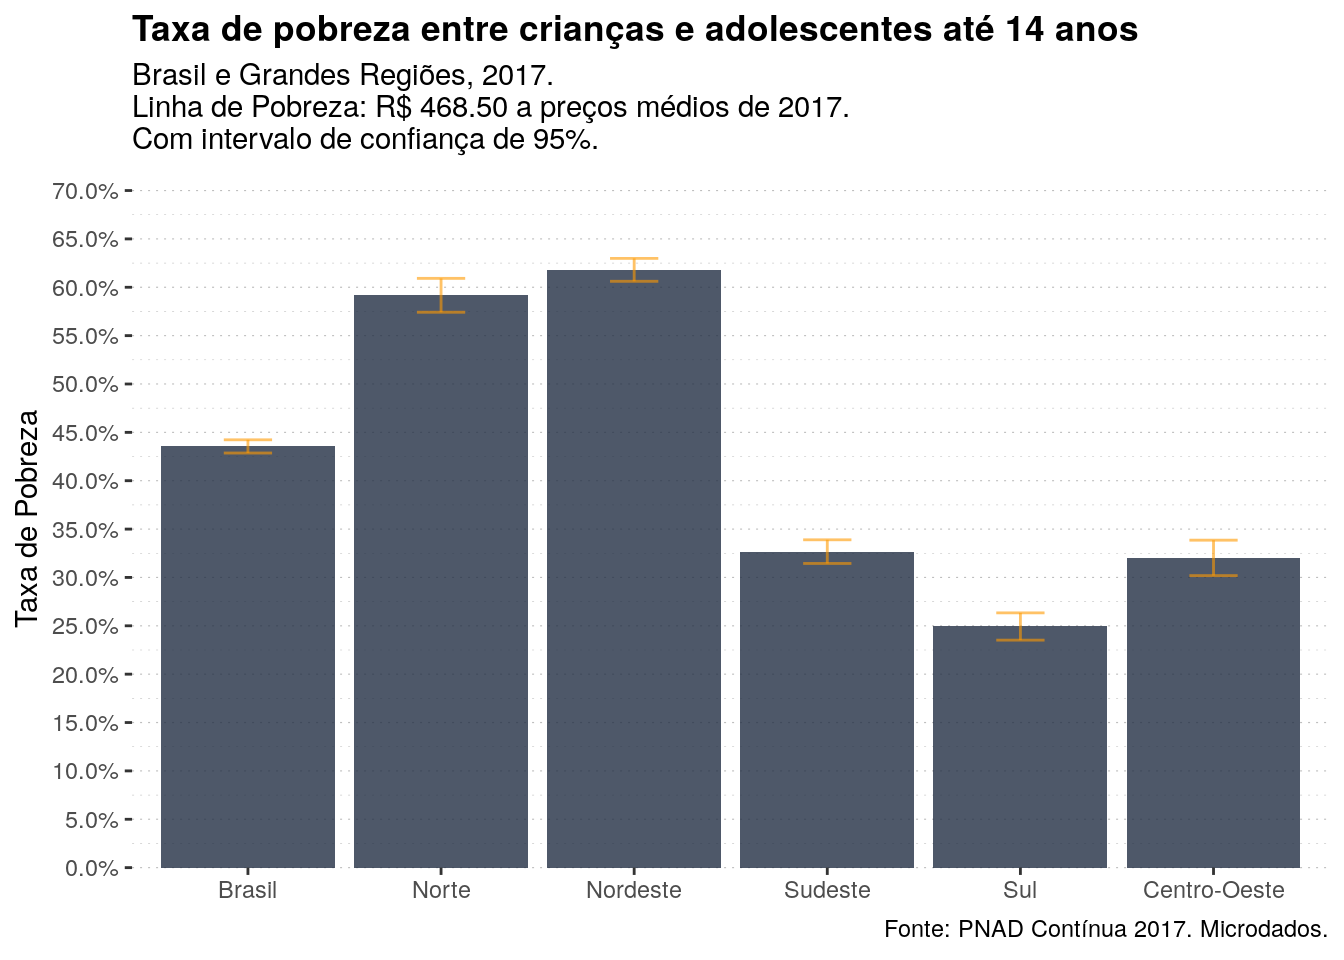 Taxa de pobreza entre crianças e adolescentes até 14 anos
Brasil e Grandes Regiões, 2017.
Linha de Pobreza: R$ 468.50 a preços médios de 2017.
Com intervalo de confiança de 95%.
Taxa de Pobreza
70.0%
65.0%
60.0%
55.0%
50.0%
45.0%
40.0%
35.0%
30.0%
25.0%
20.0%
15.0%
10.0%
5.0%
0.0%
Brasil Norte Nordeste Sudeste Sul Centro-Oeste
Fonte: PNAD Contínua 2017. Microdados.